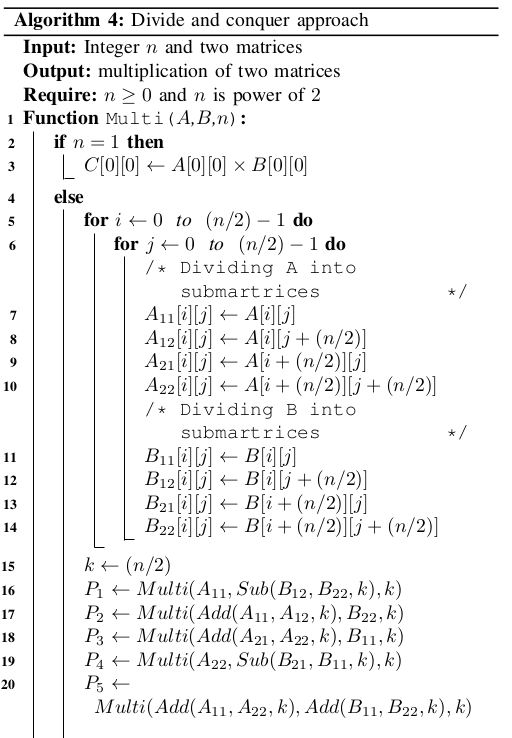 Algorithm 4: Divide and conquer approach
Input: Integer n and two matrices
Output: multiplication of two matrices
Require: n ≥ 0 and n is power of 2
1 Function Multi(A,B,n):
2 if n = 1 then
3 C[0][0] ← A[0][0] × B[0][0]
4 else
5 for i ← 0 to (n/2) − 1 do
6 for j ← 0 to (n/2) − 1 do
/* Dividing A into
submartrices */
7 A₁₁[i][j] ← A[i][j]
8 A₁₂[i][j] ← A[i][j + (n/2)]
9 A₂₁[i][j] ← A[i + (n/2)][j]
10 A₂₂[i][j] ← A[i + (n/2)][j + (n/2)]
/* Dividing B into
submartrices */
11 B₁₁[i][j] ← B[i][j]
12 B₁₂[i][j] ← B[i][j + (n/2)]
13 B₂₁[i][j] ← B[i + (n/2)][j]
14 B₂₂[i][j] ← B[i + (n/2)][j + (n/2)]
15 k ← (n/2)
16 P₁ ← Multi(A₁₁, Sub(B₁₂, B₂₂, k), k)
17 P₂ ← Multi(Add(A₁₁, A₁₂, k), B₂₂, k)
18 P₃ ← Multi(Add(A₂₁, A₂₂, k), B₁₁, k)
19 P₄ ← Multi(A₂₂, Sub(B₂₁, B₁₁, k), k)
20 P₅ ←
Multi(Add(A₁₁, A₂₂, k), Add(B₁₁, B₂₂, k), k)